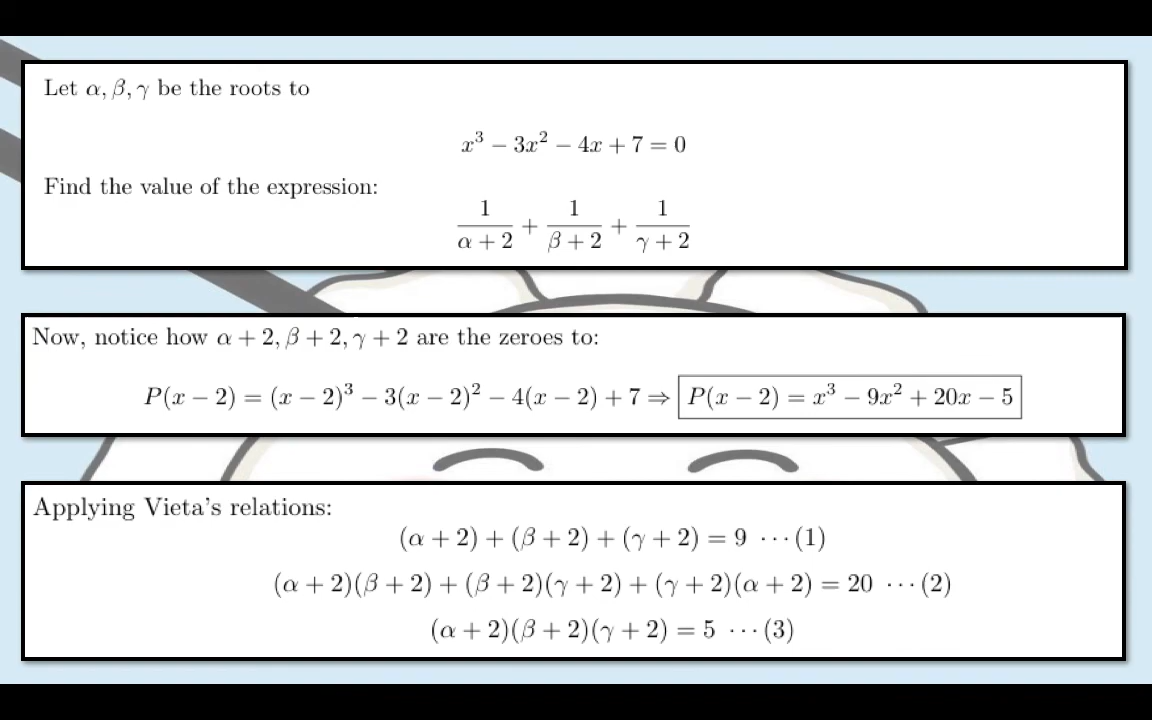 Let α, β, γ be the roots to
x³ − 3x² − 4x + 7 = 0
Find the value of the expression:
1/(α + 2) + 1/(β + 2) + 1/(γ + 2)
Now, notice how α + 2, β + 2, γ + 2 are the zeroes to:
P(x − 2) = (x − 2)³ − 3(x − 2)² − 4(x − 2) + 7 ⇒ P(x − 2) = x³ − 9x² + 20x − 5
Applying Vieta's relations:
(α + 2) + (β + 2) + (γ + 2) = 9 ⋯ (1)
(α + 2)(β + 2) + (β + 2)(γ + 2) + (γ + 2)(α + 2) = 20 ⋯ (2)
(α + 2)(β + 2)(γ + 2) = 5 ⋯ (3)